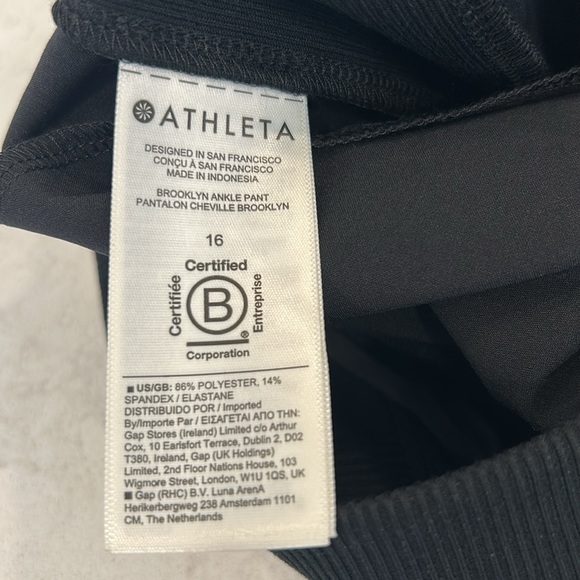 ATHLETA
DESIGNED IN SAN FRANCISCO
CONÇU À SAN FRANCISCO
MADE IN INDONESIA
BROOKLYN ANKLE PANT
PANTALON CHEVILLE BROOKLYN
16
Certified
Certifiée
B
Entreprise
®
Corporation
■ US/GB: 86% POLYESTER, 14%
SPANDEX / ELASTANE
DISTRIBUIDO POR / Imported
By/Importe Par / ΕΙΣΑΓΕΤΑΙ ΑΠΟ ΤΗΝ:
Gap Stores (Ireland) Limited c/o Arthur
Cox, 10 Earlsfort Terrace, Dublin 2, D02
T380, Ireland, Gap (UK Holdings)
Limited, 2nd Floor Nations House, 103
Wigmore Street, London, W1U 1QS, UK
■ Gap (RHC) B.V. Luna ArenA
Herikerbergweg 238 Amsterdam 1101
CM, The Netherlands